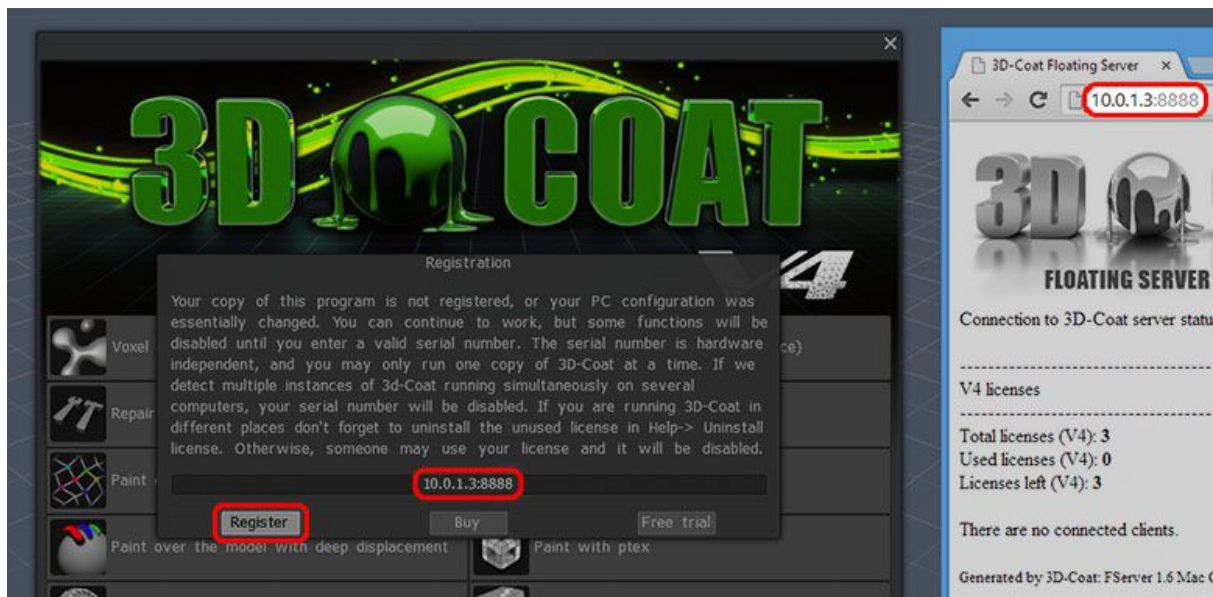 3D COAT
V4
Registration
Your copy of this program is not registered, or your PC configuration was
essentially changed. You can continue to work, but some functions will be
disabled until you enter a valid serial number. The serial number is hardware
independent, and you may only run one copy of 3D-Coat at a time. If we
detect multiple instances of 3d-Coat running simultaneously on several
computers, your serial number will be disabled. If you are running 3D-Coat in
different places don't forget to uninstall the unused license in Help-> Uninstall
license. Otherwise, someone may use your license and it will be disabled.
10.0.1.3:8888
Register Buy Free trial
Voxel
ce)
Repair
Paint
Paint over the model with deep displacement
Paint with ptex
3D-Coat Floating Server
10.0.1.3:8888
3D
FLOATING SERVER
Connection to 3D-Coat server statu
V4 licenses
Total licenses (V4): 3
Used licenses (V4): 0
Licenses left (V4): 3
There are no connected clients.
Generated by 3D-Coat: FServer 1.6 Mac